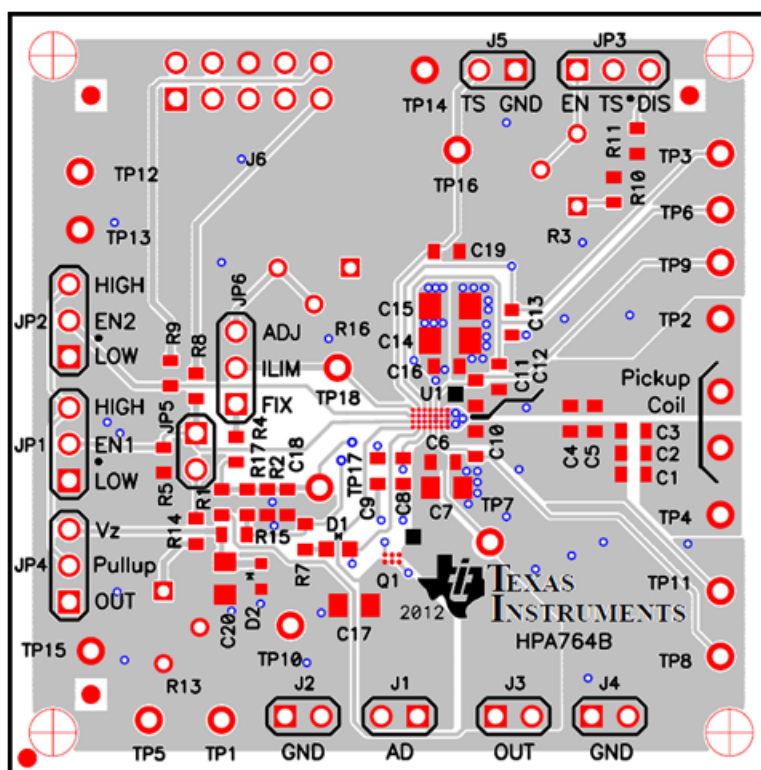 J5
JP3
TP14
TS GND
EN TS DIS
J6
R11
TP3
TP12
TP16
R10
TP6
TP13
R3
TP9
C19
HIGH
JP6
JP2
EN2
C15
C13
TP2
R9
ADJ
R16
LOW
R8
C14
ILIM
C16
C11
C12
TP18
U1
Pickup
Coil
HIGH
JP5
FIX
JP1
EN1
R4
C18
C6
C10
C4
C5
C3
C2
C1
LOW
R5
R1
R17
R2
TP17
C9
C8
C7
TP7
R14
Vz
R15
D1
TP4
JP4
Pullup
R7
Q1
OUT
C20
D2
C17
2012
TEXAS
INSTRUMENTS
TP11
HPA764B
TP15
TP10
TP8
R13
J2
J1
J3
J4
TP5
TP1
GND
AD
OUT
GND